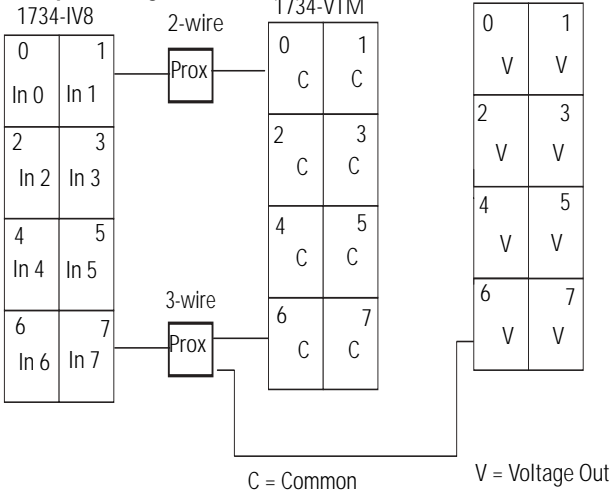 1734-IV8
2-wire
1734-VTM
0 1
In 0 In 1
Prox
0 1
C C
0 1
V V
2 3
In 2 In 3
2 3
C C
2 3
V V
4 5
In 4 In 5
4 5
C C
4 5
V V
3-wire
6 7
In 6 In 7
Prox
6 7
C C
6 7
V V
C = Common
V = Voltage Out